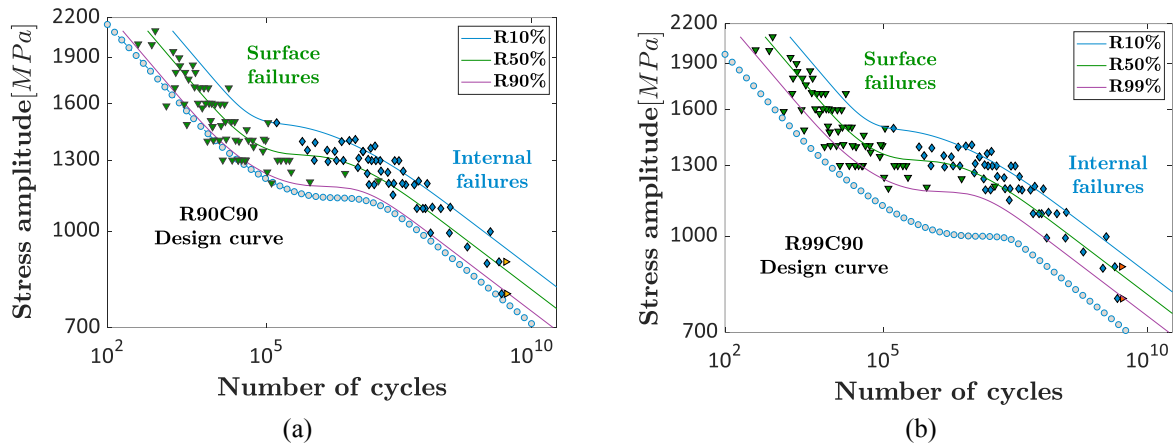 2200
1900
1600
1300
1000
700
Stress amplitude[MPa]
Surface
failures
R10%
R50%
R90%
Internal
failures
R90C90
Design curve
10^2
10^5
10^10
Number of cycles
(a)
2200
1900
1600
1300
1000
700
Stress amplitude[MPa]
Surface
failures
R10%
R50%
R99%
Internal
failures
R99C90
Design curve
10^2
10^5
10^10
Number of cycles
(b)